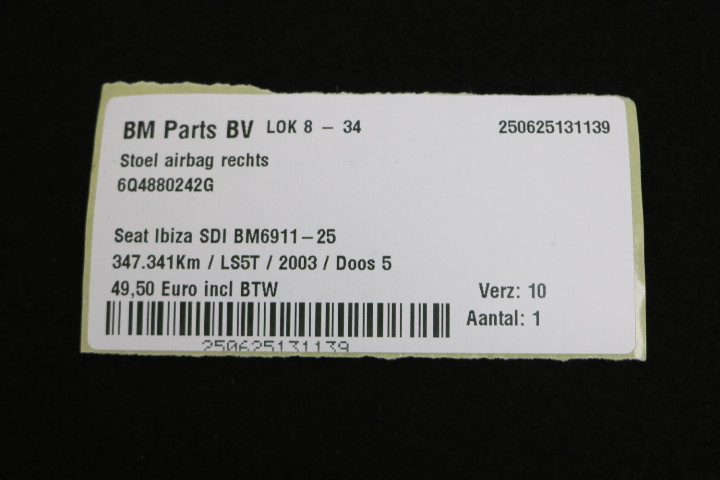 BM Parts BV LOK 8 - 34 250625131139
Stoel airbag rechts
6Q4880242G
Seat Ibiza SDI BM6911-25
347.341Km / LS5T / 2003 / Doos 5
49,50 Euro incl BTW Verz: 10
Aantal: 1
250625131139